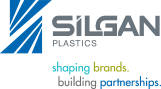 SILGAN
PLASTICS
shaping brands.
building partnerships.